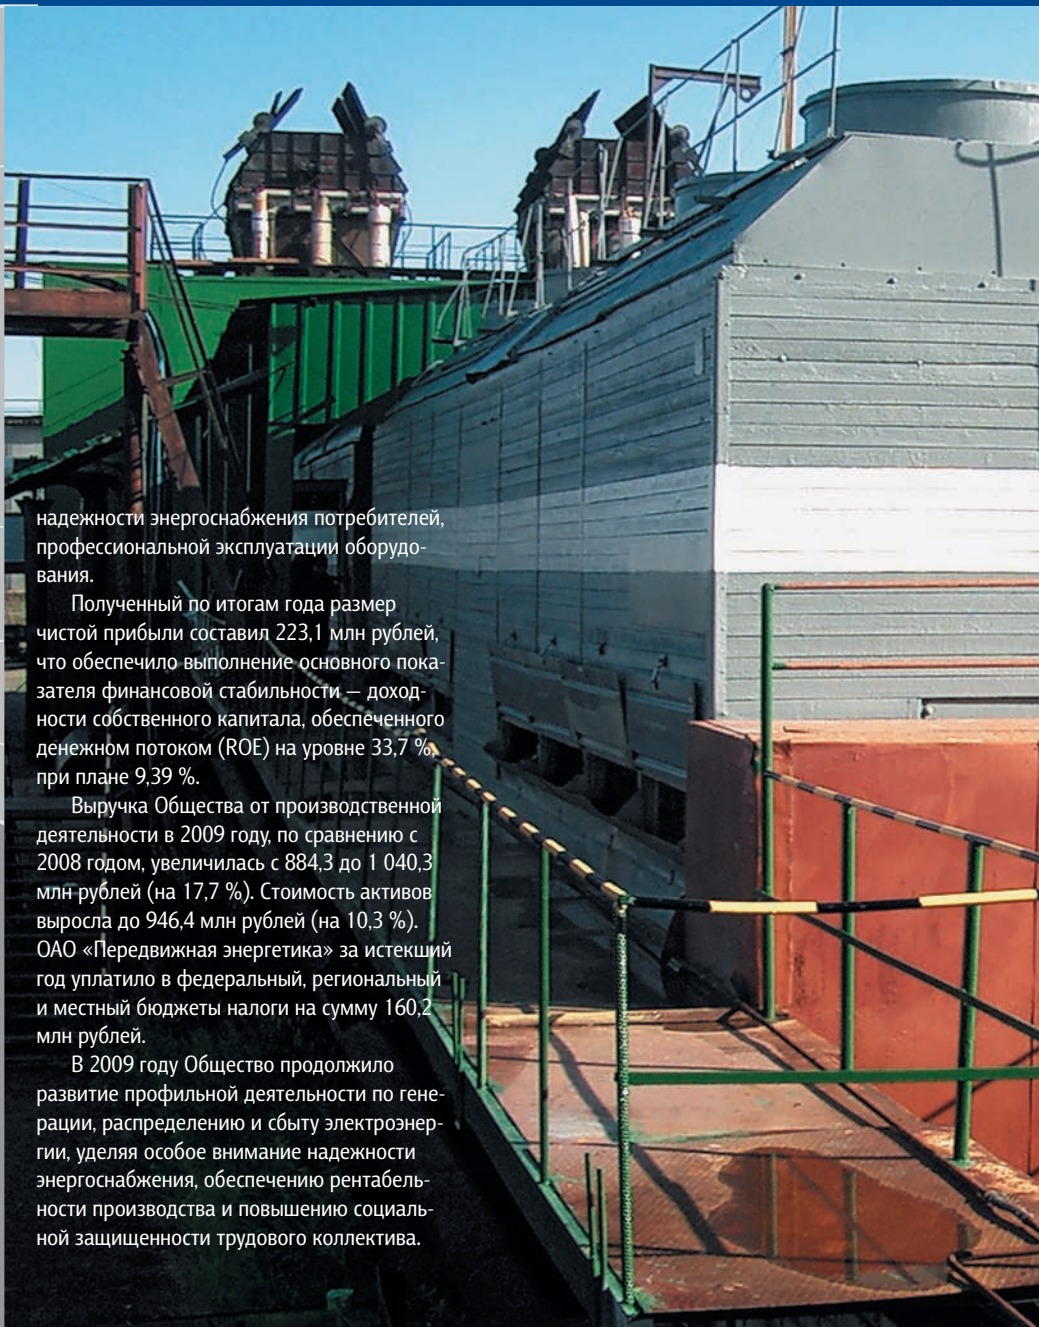 надежности энергоснабжения потребителей,
профессиональной эксплуатации оборудо-
вания.
Полученный по итогам года размер
чистой прибыли составил 223,1 млн рублей,
что обеспечило выполнение основного пока-
зателя финансовой стабильности — доход-
ности собственного капитала, обеспеченного
денежном потоком (ROE) на уровне 33,7 %,
при плане 9,39 %.
Выручка Общества от производственной
деятельности в 2009 году, по сравнению с
2008 годом, увеличилась с 884,3 до 1 040,3
млн рублей (на 17,7 %). Стоимость активов
выросла до 946,4 млн рублей (на 10,3 %).
ОАО «Передвижная энергетика» за истекший
год уплатило в федеральный, региональный
и местный бюджеты налоги на сумму 160,2
млн рублей.
В 2009 году Общество продолжило
развитие профильной деятельности по гене-
рации, распределению и сбыту электроэнер-
гии, уделяя особое внимание надежности
энергоснабжения, обеспечению рентабель-
ности производства и повышению социаль-
ной защищенности трудового коллектива.